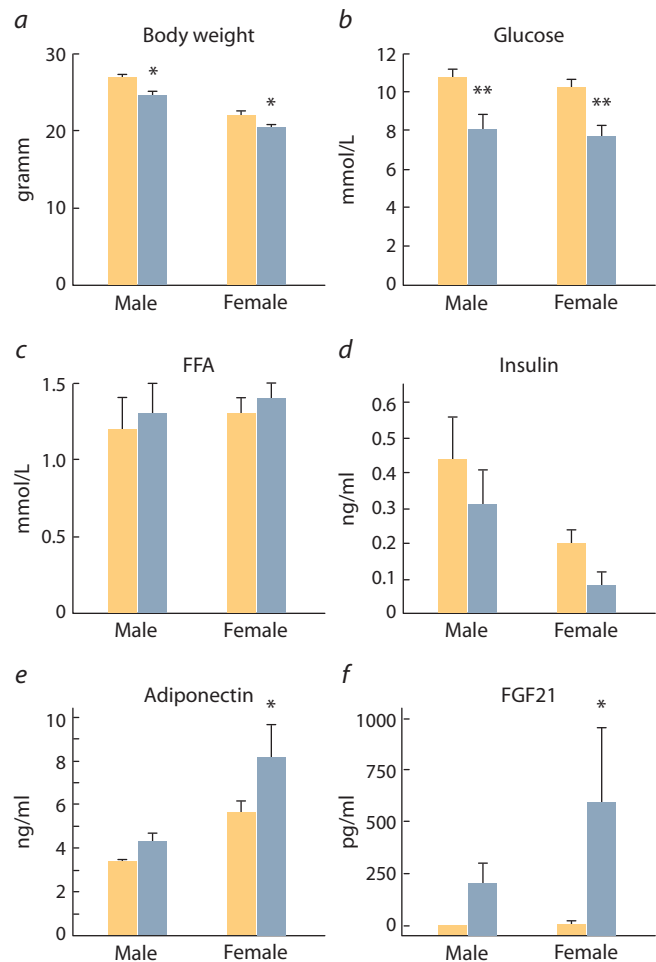 a
Body weight
gramm
30
20
10
0
*
*
Male
Female
b
Glucose
mmol/L
12
10
8
6
4
2
0
**
**
Male
Female
c
FFA
mmol/L
1.5
1.0
0.5
0
Male
Female
d
Insulin
ng/ml
0.6
0.5
0.4
0.3
0.2
0.1
0
Male
Female
e
Adiponectin
ng/ml
10
8
6
4
2
0
*
Male
Female
f
FGF21
pg/ml
1000
750
500
250
0
*
Male
Female